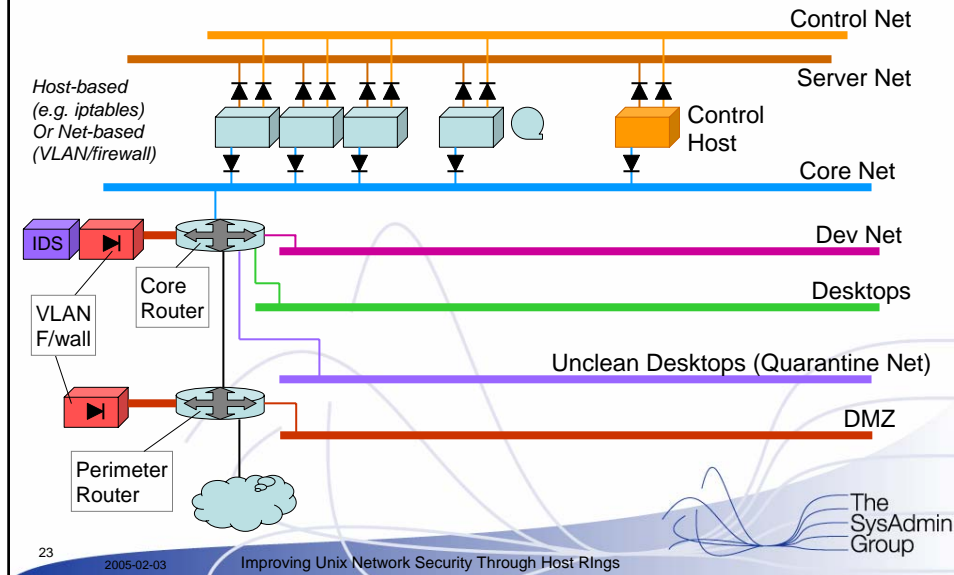 Control Net
Server Net
Host-based
(e.g. iptables)
Or Net-based
(VLAN/firewall)
Control
Host
Core Net
IDS
Dev Net
Core
Router
Desktops
VLAN
F/wall
Unclean Desktops (Quarantine Net)
DMZ
Perimeter
Router
The
SysAdmin
Group
23
2005-02-03
Improving Unix Network Security Through Host RIngs